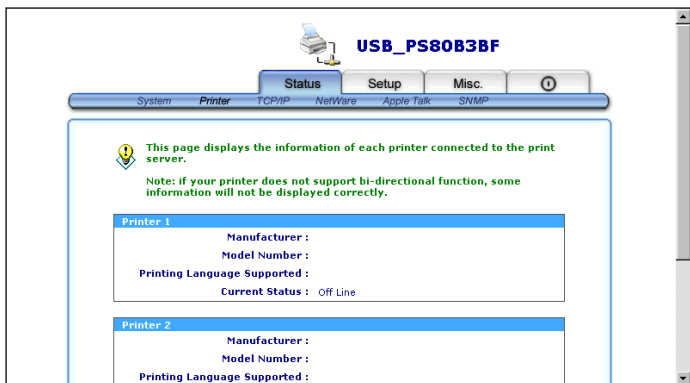 USB_PS80B3BF
Status Setup Misc.
System Printer TCP/IP NetWare Apple Talk SNMP
This page displays the information of each printer connected to the print
server.
Note: if your printer does not support bi-directional function, some
information will not be displayed correctly.
Printer 1
Manufacturer :
Model Number :
Printing Language Supported :
Current Status : Off Line
Printer 2
Manufacturer :
Model Number :
Printing Language Supported :